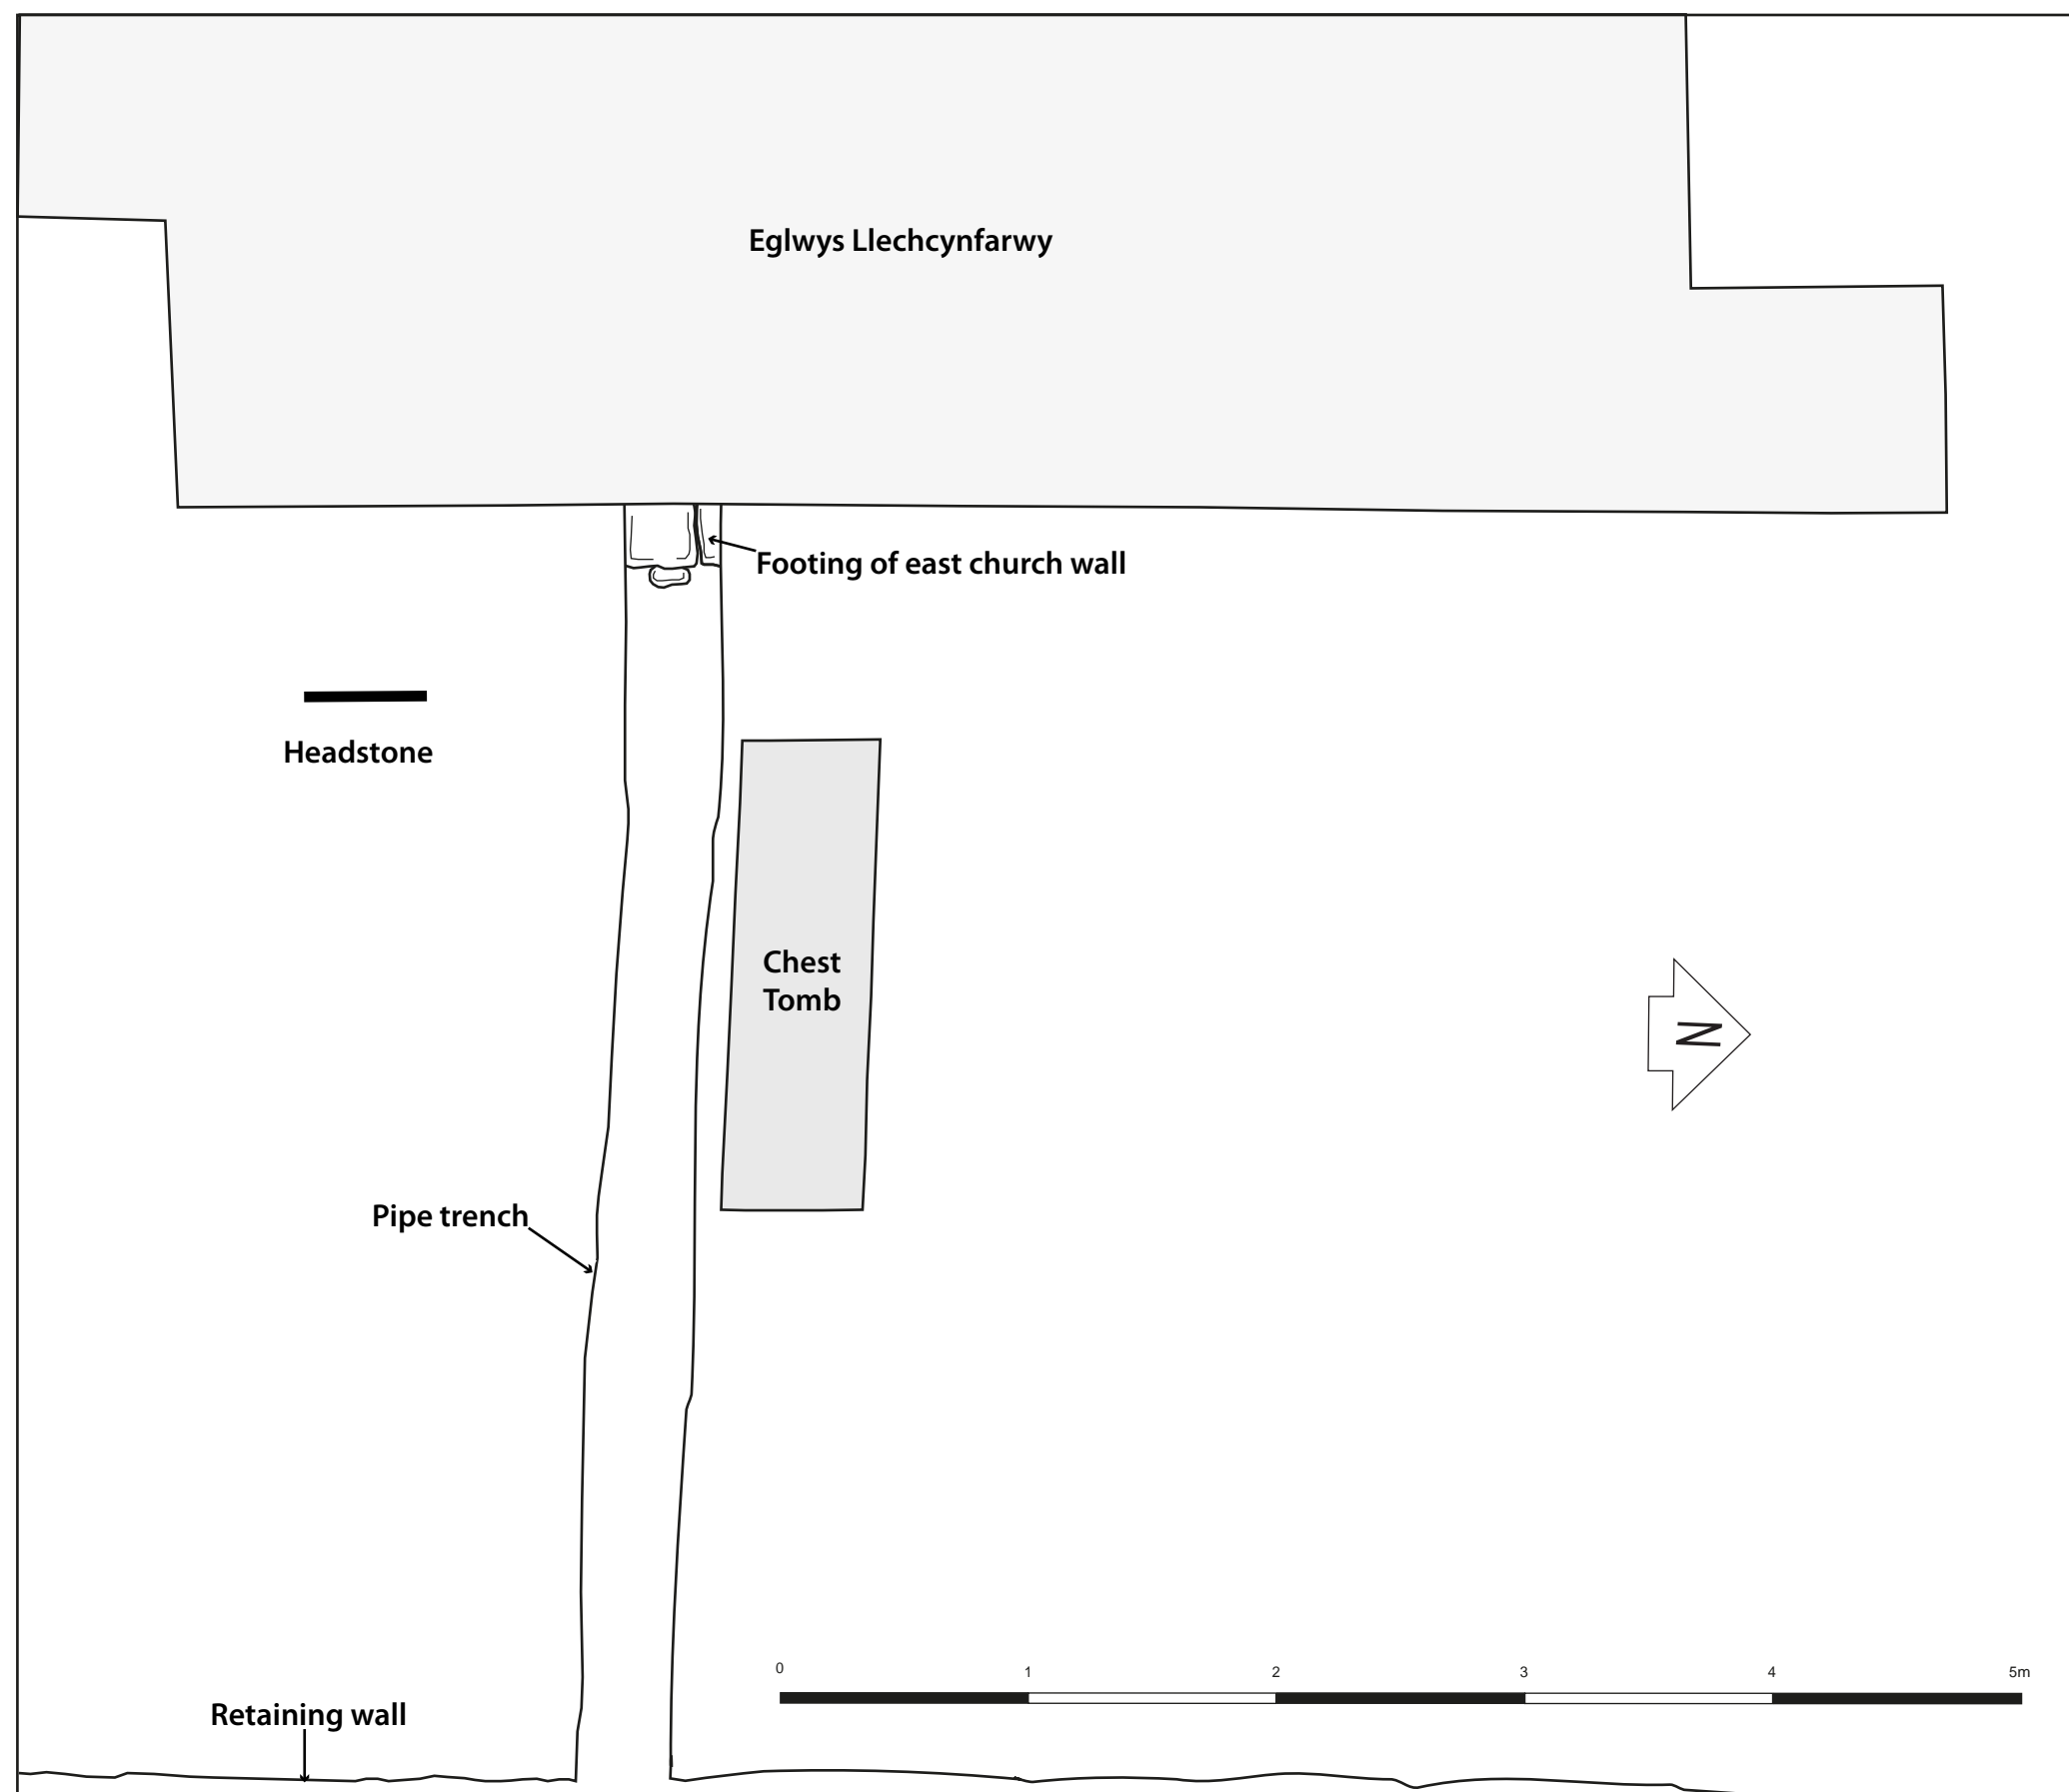 Eglwys Llechcynfarwy
Footing of east church wall
Headstone
Chest
Tomb
N
Pipe trench
Retaining wall
0 1 2 3 4 5m